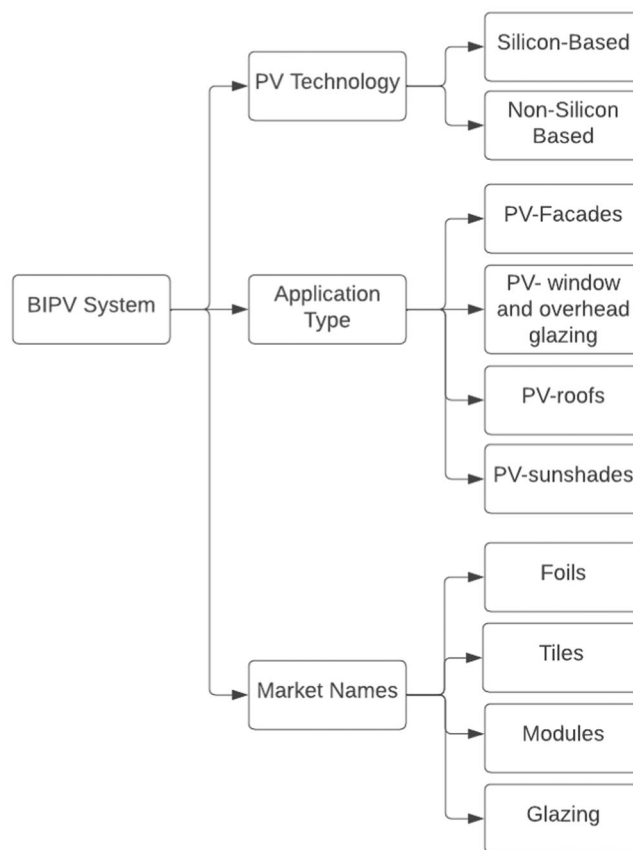 BIPV System
PV Technology
Silicon-Based
Non-Silicon
Based
Application
Type
PV-Facades
PV- window
and overhead
glazing
PV-roofs
PV-sunshades
Market Names
Foils
Tiles
Modules
Glazing